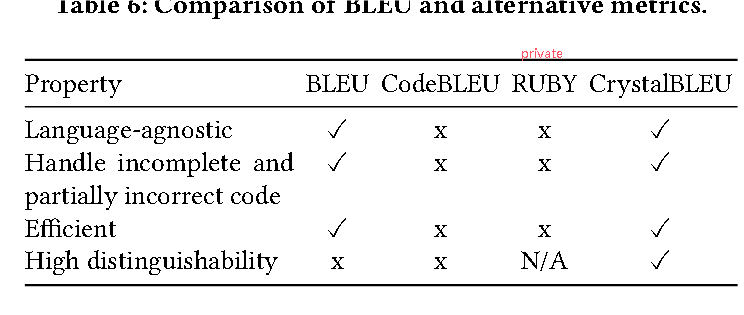 Table 6: Comparison of BLEU and alternative metrics.
private
Property BLEU CodeBLEU RUBY CrystalBLEU
Language-agnostic ✓ x x ✓
Handle incomplete and ✓ x x ✓
partially incorrect code
Efficient ✓ x x ✓
High distinguishability x x N/A ✓